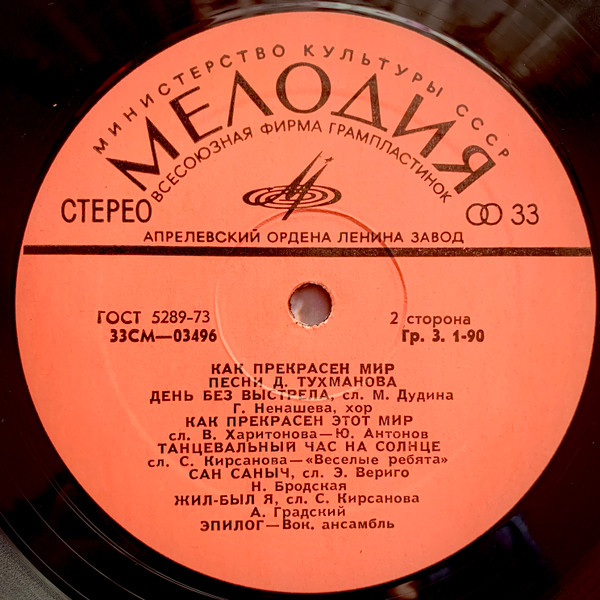 МИНИСТЕРСТВО КУЛЬТУРЫ СССР
МЕЛОДИЯ
ВСЕСОЮЗНАЯ ФИРМА ГРАМПЛАСТИНОК
СТЕРЕО
33
АПРЕЛЕВСКИЙ ОРДЕНА ЛЕНИНА ЗАВОД
ГОСТ 5289-73
2 сторона
33СМ—03496
Гр. 3. 1-90
КАК ПРЕКРАСЕН МИР
ПЕСНИ Д. ТУХМАНОВА
ДЕНЬ БЕЗ ВЫСТРЕЛА, сл. М. Дудина
Г. Ненашева, хор
КАК ПРЕКРАСЕН ЭТОТ МИР
сл. В. Харитонова—Ю. Антонов
ТАНЦЕВАЛЬНЫЙ ЧАС НА СОЛНЦЕ
сл. С. Кирсанова—«Веселые ребята»
САН САНЫЧ, сл. Э. Вериго
Н. Бродская
ЖИЛ-БЫЛ Я, сл. С. Кирсанова
А. Градский
ЭПИЛОГ—Вок. ансамбль